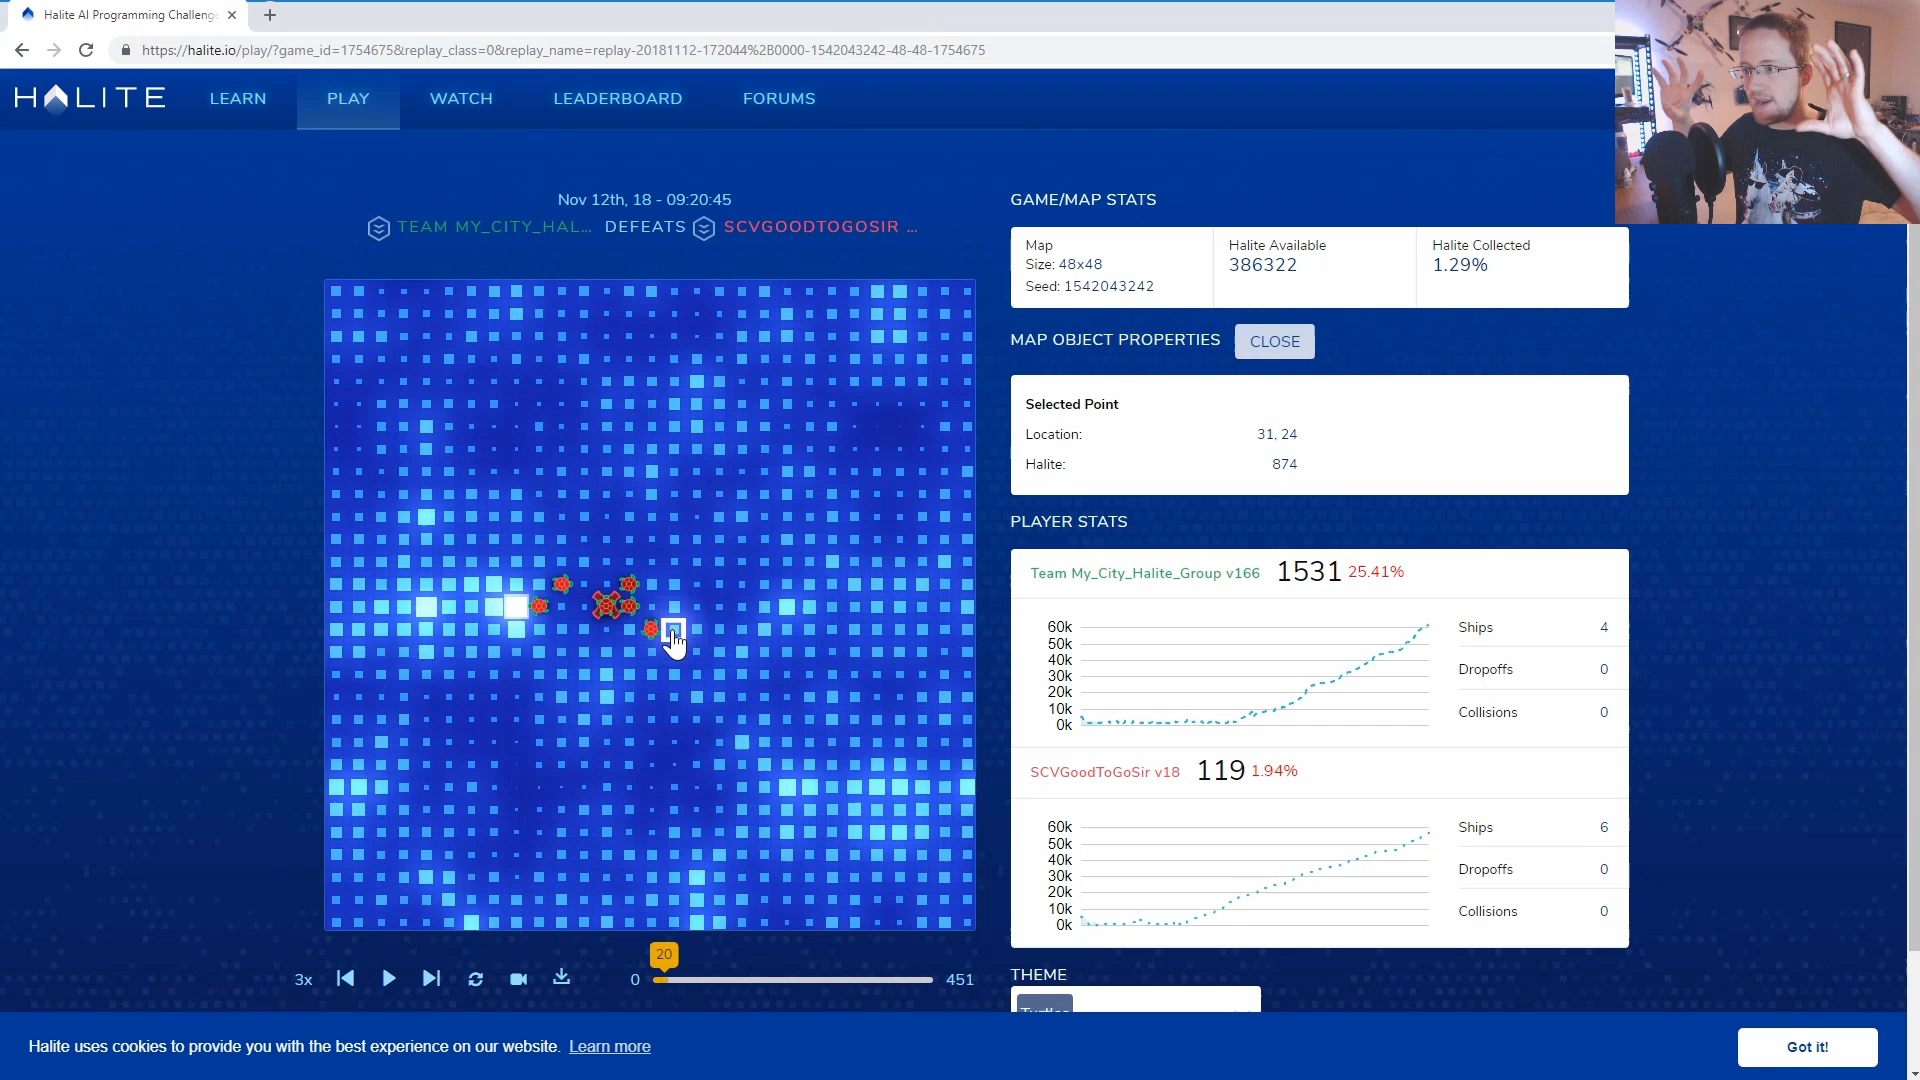 Halite AI Programming Challenge
https://halite.io/play/?game_id=1754675&replay_class=0&replay_name=replay-20181112-172044%2B0000-1542043242-48-48-1754675
HALITE
LEARN
PLAY
WATCH
LEADERBOARD
FORUMS
Nov 12th, 18 - 09:20:45
TEAM MY_CITY_HAL... DEFEATS SCVGOODTOGOSIR ...
GAME/MAP STATS
Map
Size: 48x48
Seed: 1542043242
Halite Available
386322
Halite Collected
1.29%
MAP OBJECT PROPERTIES
CLOSE
Selected Point
Location: 31, 24
Halite: 874
PLAYER STATS
Team My_City_Halite_Group v166 1531 25.41%
60k
50k
40k
30k
20k
10k
0k
Ships 4
Dropoffs 0
Collisions 0
SCVGoodToGoSir v18 119 1.94%
60k
50k
40k
30k
20k
10k
0k
Ships 6
Dropoffs 0
Collisions 0
3x
20
0
451
THEME
Halite uses cookies to provide you with the best experience on our website. Learn more
Got it!